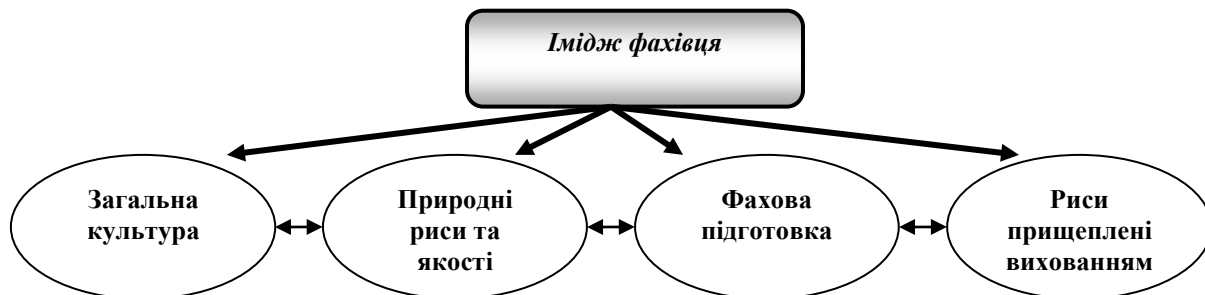 Імідж фахівця
Загальна
культура
Природні
риси та
якості
Фахова
підготовка
Риси
прищеплені
вихованням